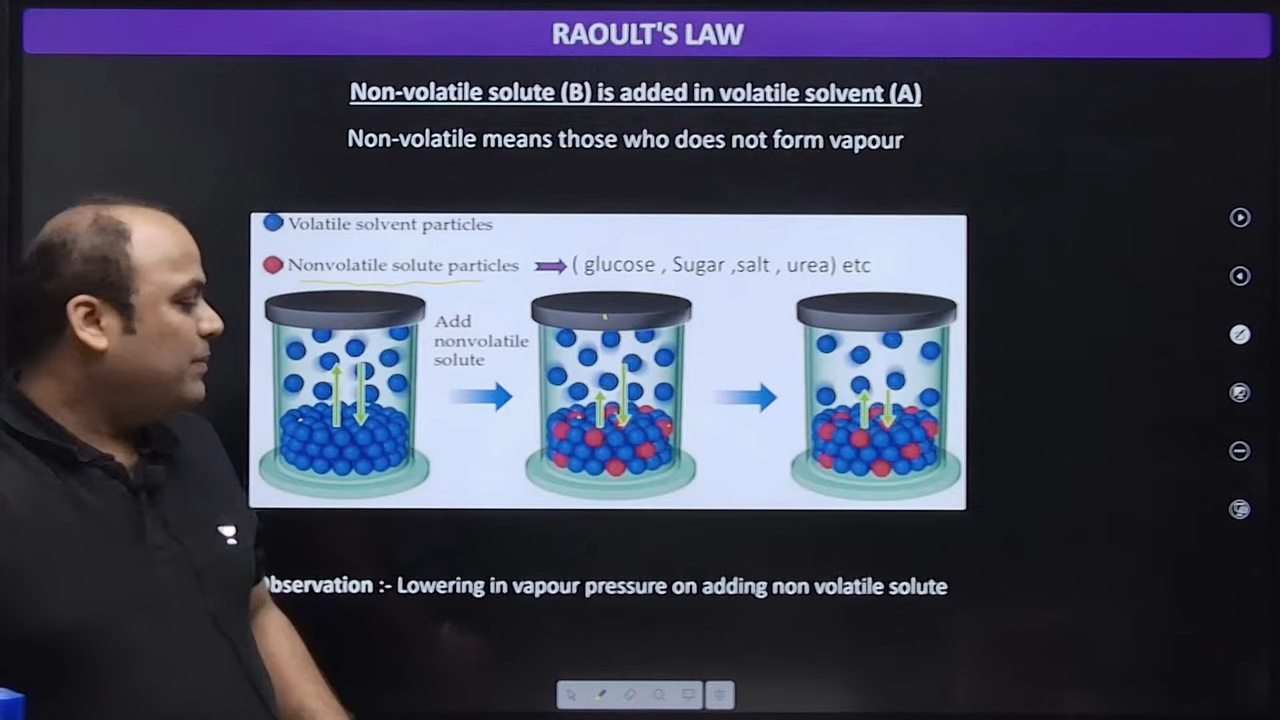 RAOULT'S LAW
Non-volatile solute (B) is added in volatile solvent (A)
Non-volatile means those who does not form vapour
Volatile solvent particles
Nonvolatile solute particles ( glucose , Sugar ,salt , urea) etc
Add
nonvolatile
solute
bservation :- Lowering in vapour pressure on adding non volatile solute